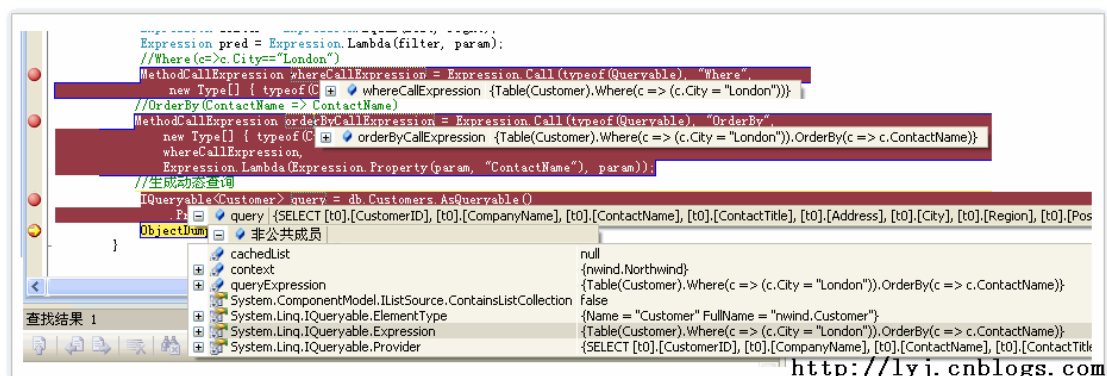 Expression pred = Expression.Lambda(filter, param);
//Where(c=>c.City=="London")
MethodCallExpression whereCallExpression = Expression.Call(typeof(Queryable), "Where",
new Type[] { typeof(C
whereCallExpression {Table(Customer).Where(c => (c.City = "London"))}
//OrderBy(ContactName => ContactName)
MethodCallExpression orderByCallExpression = Expression.Call(typeof(Queryable), "OrderBy",
new Type[] { typeof(C
orderByCallExpression {Table(Customer).Where(c => (c.City = "London")).OrderBy(c => c.ContactName)}
whereCallExpression,
Expression.Lambda(Expression.Property(param, "ContactName"), param));
//生成动态查询
IQueryable<Customer> query = db.Customers.AsQueryable()
.Pr
query {SELECT [t0].[CustomerID], [t0].[CompanyName], [t0].[ContactName], [t0].[ContactTitle], [t0].[Address], [t0].[City], [t0].[Region], [t0].[Pos
ObjectDum
非公共成员
}
cachedList null
context {nwind.Northwind}
queryExpression {Table(Customer).Where(c => (c.City = "London")).OrderBy(c => c.ContactName)}
System.ComponentModel.IListSource.ContainsListCollection false
System.Linq.IQueryable.ElementType {Name = "Customer" FullName = "nwind.Customer"}
查找结果 1
System.Linq.IQueryable.Expression {Table(Customer).Where(c => (c.City = "London")).OrderBy(c => c.ContactName)}
System.Linq.IQueryable.Provider {SELECT [t0].[CustomerID], [t0].[CompanyName], [t0].[ContactName], [t0].[ContactTitle
http://lyj.cnblogs.com